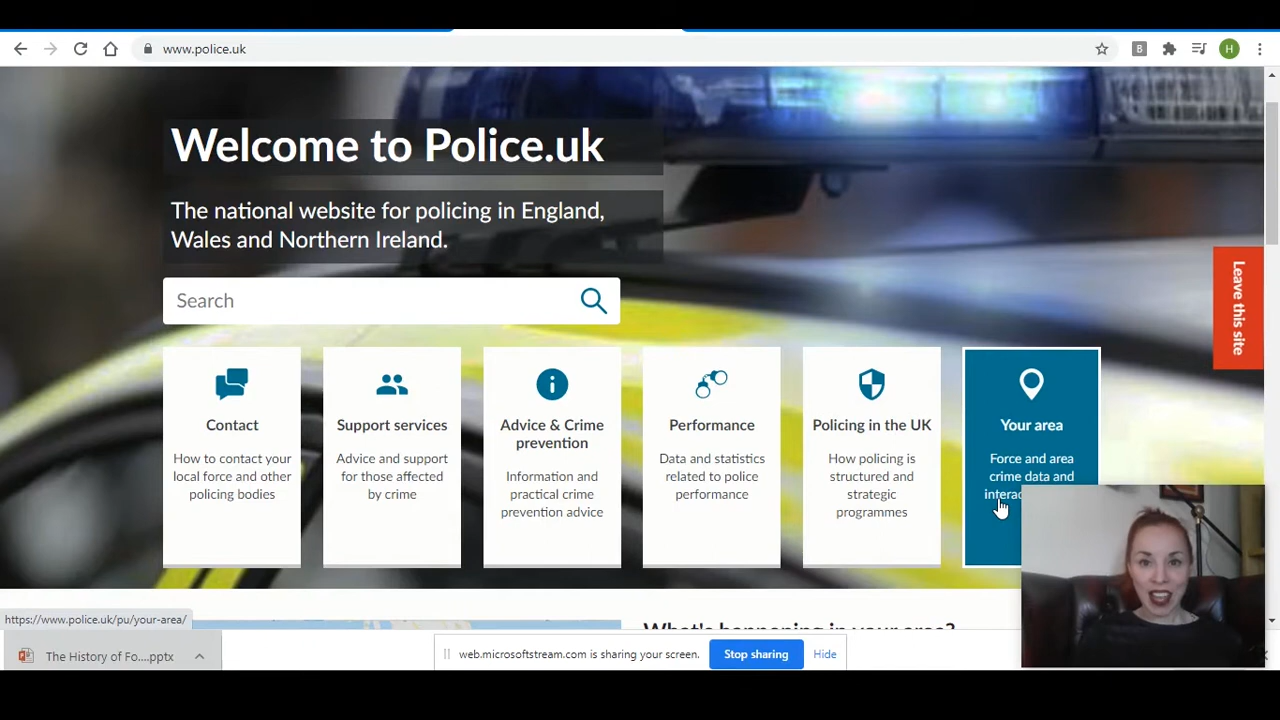 www.police.uk
B
H
Welcome to Police.uk
The national website for policing in England,
Wales and Northern Ireland.
Search
Leave this site
Contact
How to contact your
local force and other
policing bodies
Support services
Advice and support
for those affected
by crime
Advice & Crime
prevention
Information and
practical crime
prevention advice
Performance
Data and statistics
related to police
performance
Policing in the UK
How policing is
structured and
strategic
programmes
Your area
Force and area
crime data and
https://www.police.uk/pu/your-area/
What's happening in your area?
The History of Fo....pptx
web.microsoftstream.com is sharing your screen.
Stop sharing
Hide